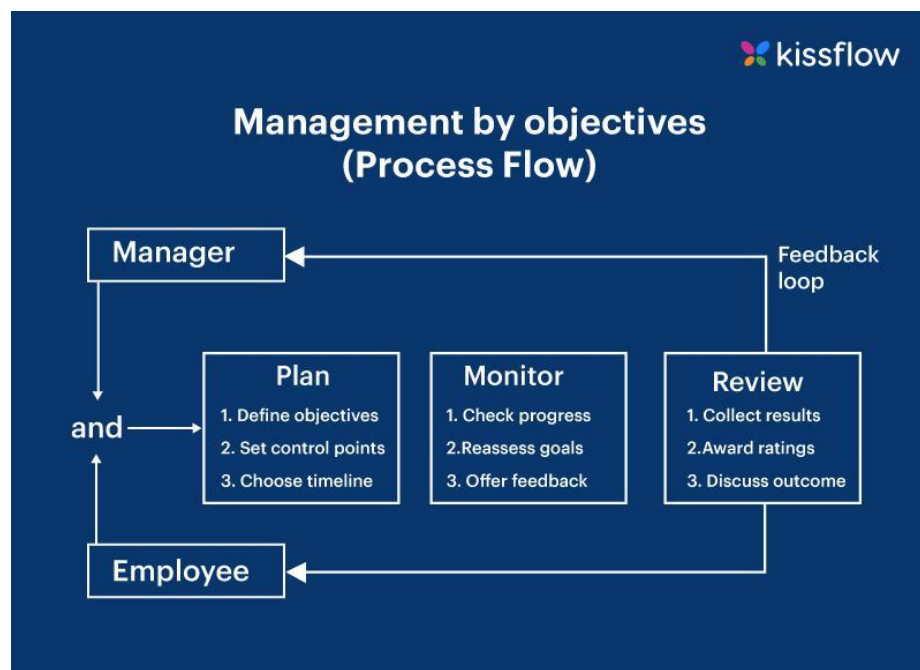 kissflow
Management by objectives
(Process Flow)
Manager
Feedback
loop
and
Plan
1. Define objectives
2. Set control points
3. Choose timeline
Monitor
1. Check progress
2.Reassess goals
3. Offer feedback
Review
1. Collect results
2.Award ratings
3. Discuss outcome
Employee